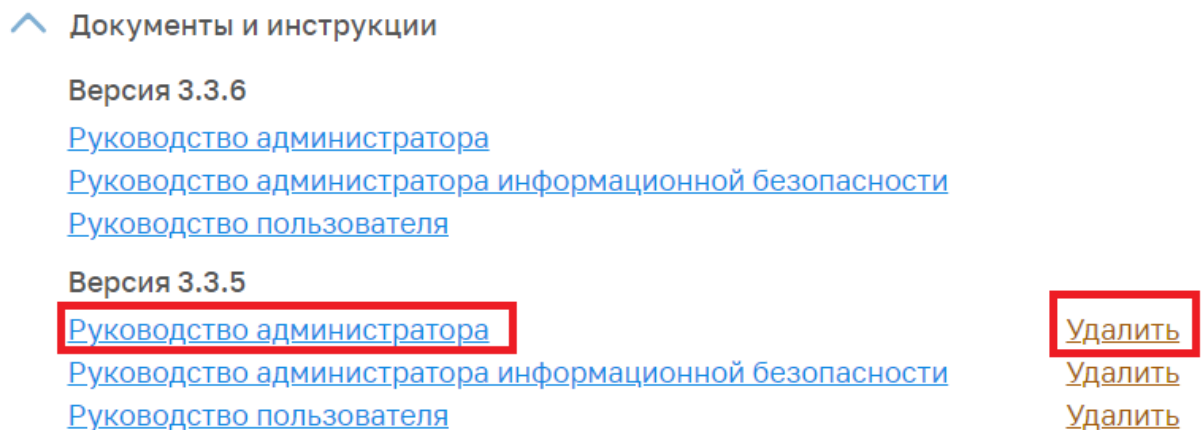 Документы и инструкции
Версия 3.3.6
Руководство администратора
Руководство администратора информационной безопасности
Руководство пользователя
Версия 3.3.5
Руководство администратора Удалить
Руководство администратора информационной безопасности Удалить
Руководство пользователя Удалить